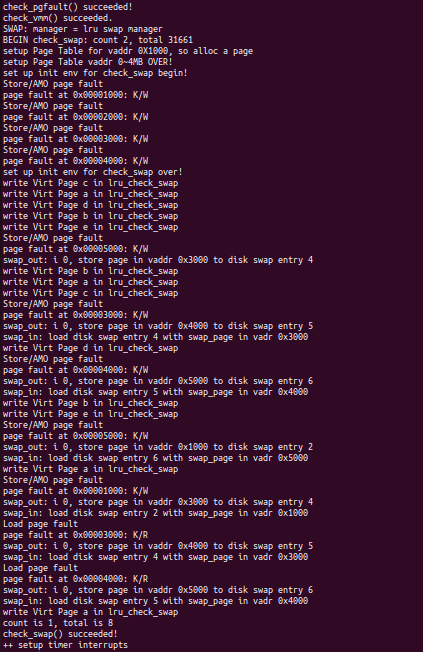 check_pgfault() succeeded!
check_vmm() succeeded.
SWAP: manager = lru swap manager
BEGIN check_swap: count 2, total 31661
setup Page Table for vaddr 0X1000, so alloc a page
setup Page Table vaddr 0~4MB OVER!
set up init env for check_swap begin!
Store/AMO page fault
page fault at 0x00001000: K/W
Store/AMO page fault
page fault at 0x00002000: K/W
Store/AMO page fault
page fault at 0x00003000: K/W
Store/AMO page fault
page fault at 0x00004000: K/W
set up init env for check_swap over!
write Virt Page c in lru_check_swap
write Virt Page a in lru_check_swap
write Virt Page d in lru_check_swap
write Virt Page b in lru_check_swap
write Virt Page e in lru_check_swap
Store/AMO page fault
page fault at 0x00005000: K/W
swap_out: i 0, store page in vaddr 0x3000 to disk swap entry 4
write Virt Page b in lru_check_swap
write Virt Page a in lru_check_swap
write Virt Page c in lru_check_swap
Store/AMO page fault
page fault at 0x00003000: K/W
swap_out: i 0, store page in vaddr 0x4000 to disk swap entry 5
swap_in: load disk swap entry 4 with swap_page in vadr 0x3000
write Virt Page d in lru_check_swap
Store/AMO page fault
page fault at 0x00004000: K/W
swap_out: i 0, store page in vaddr 0x5000 to disk swap entry 6
swap_in: load disk swap entry 5 with swap_page in vadr 0x4000
write Virt Page b in lru_check_swap
write Virt Page e in lru_check_swap
Store/AMO page fault
page fault at 0x00005000: K/W
swap_out: i 0, store page in vaddr 0x1000 to disk swap entry 2
swap_in: load disk swap entry 6 with swap_page in vadr 0x5000
write Virt Page a in lru_check_swap
Store/AMO page fault
page fault at 0x00001000: K/W
swap_out: i 0, store page in vaddr 0x3000 to disk swap entry 4
swap_in: load disk swap entry 2 with swap_page in vadr 0x1000
Load page fault
page fault at 0x00003000: K/R
swap_out: i 0, store page in vaddr 0x4000 to disk swap entry 5
swap_in: load disk swap entry 4 with swap_page in vadr 0x3000
Load page fault
page fault at 0x00004000: K/R
swap_out: i 0, store page in vaddr 0x5000 to disk swap entry 6
swap_in: load disk swap entry 5 with swap_page in vadr 0x4000
write Virt Page a in lru_check_swap
count is 1, total is 8
check_swap() succeeded!
++ setup timer interrupts